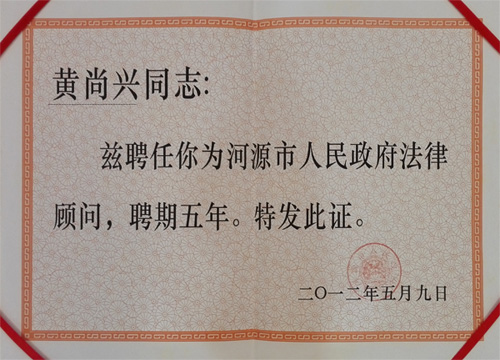 黄尚兴同志:
兹聘任你为河源市人民政府法律
顾问，聘期五年。特发此证。
二〇一二年五月九日